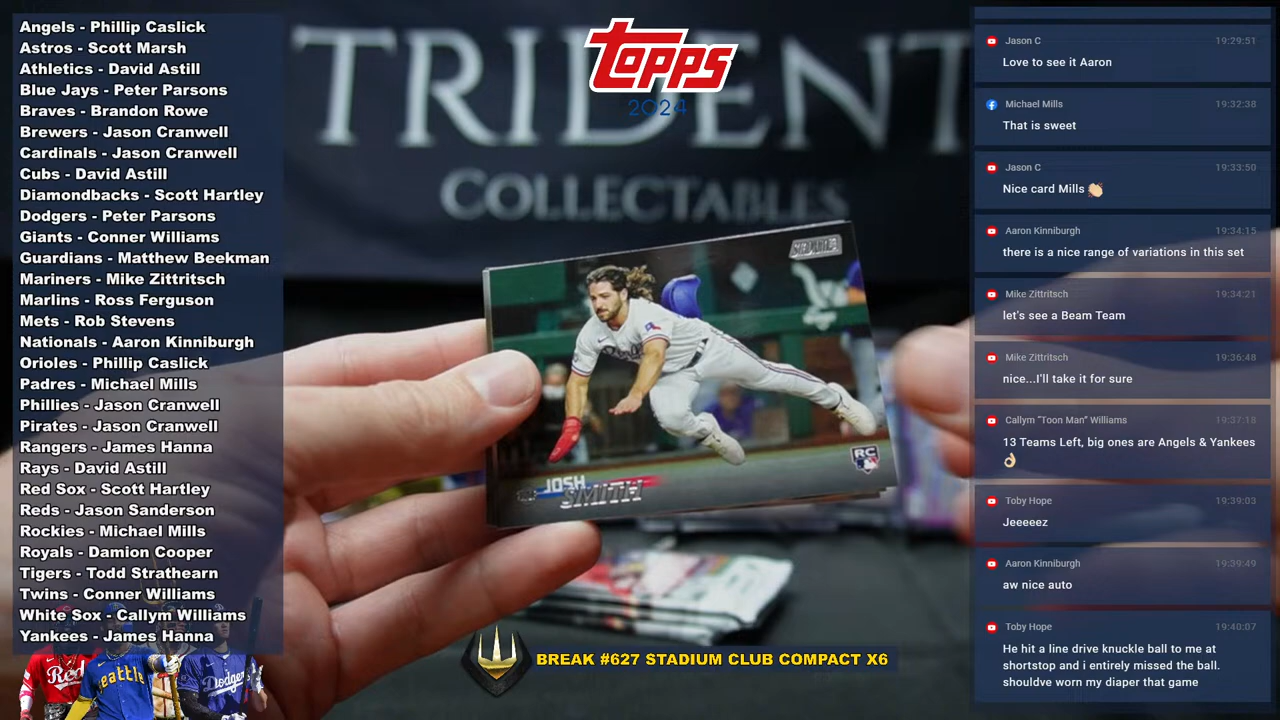 Angels - Phillip Caslick
Astros - Scott Marsh
Athletics - David Astill
Blue Jays - Peter Parsons
Braves - Brandon Rowe
Brewers - Jason Cranwell
Cardinals - Jason Cranwell
Cubs - David Astill
Diamondbacks - Scott Hartley
Dodgers - Peter Parsons
Giants - Conner Williams
Guardians - Matthew Beekman
Mariners - Mike Zittritsch
Marlins - Ross Ferguson
Mets - Rob Stevens
Nationals - Aaron Kinniburgh
Orioles - Phillip Caslick
Padres - Michael Mills
Phillies - Jason Cranwell
Pirates - Jason Cranwell
Rangers - James Hanna
Rays - David Astill
Red Sox - Scott Hartley
Reds - Jason Sanderson
Rockies - Michael Mills
Royals - Damion Cooper
Tigers - Todd Strathearn
Twins - Conner Williams
White Sox - Callym Williams
Yankees - James Hanna
Reds
Seattle
Dodgers
topps
2024
TRIDENT
COLLECTABLES
STADIUM
RC
JOSH
SMITH
BREAK #627 STADIUM CLUB COMPACT X6
Jason C 19:29:51
Love to see it Aaron
Michael Mills 19:32:38
That is sweet
Jason C 19:33:50
Nice card Mills 👏🏻
Aaron Kinniburgh 19:34:15
there is a nice range of variations in this set
Mike Zittritsch 19:34:21
let's see a Beam Team
Mike Zittritsch 19:36:48
nice...I'll take it for sure
Callym "Toon Man" Williams 19:37:18
13 Teams Left, big ones are Angels & Yankees
👌🏼
Toby Hope 19:39:03
Jeeeeez
Aaron Kinniburgh 19:39:49
aw nice auto
Toby Hope 19:40:07
He hit a line drive knuckle ball to me at
shortstop and i entirely missed the ball.
shouldve worn my diaper that game